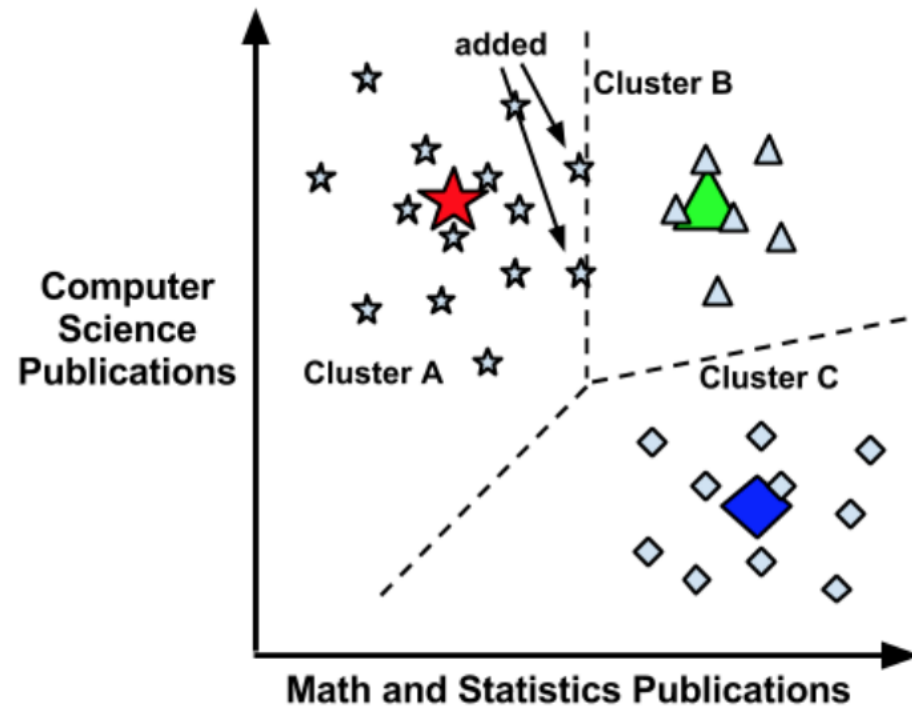 added
Cluster B
Computer
Science
Publications
Cluster A
Cluster C
Math and Statistics Publications